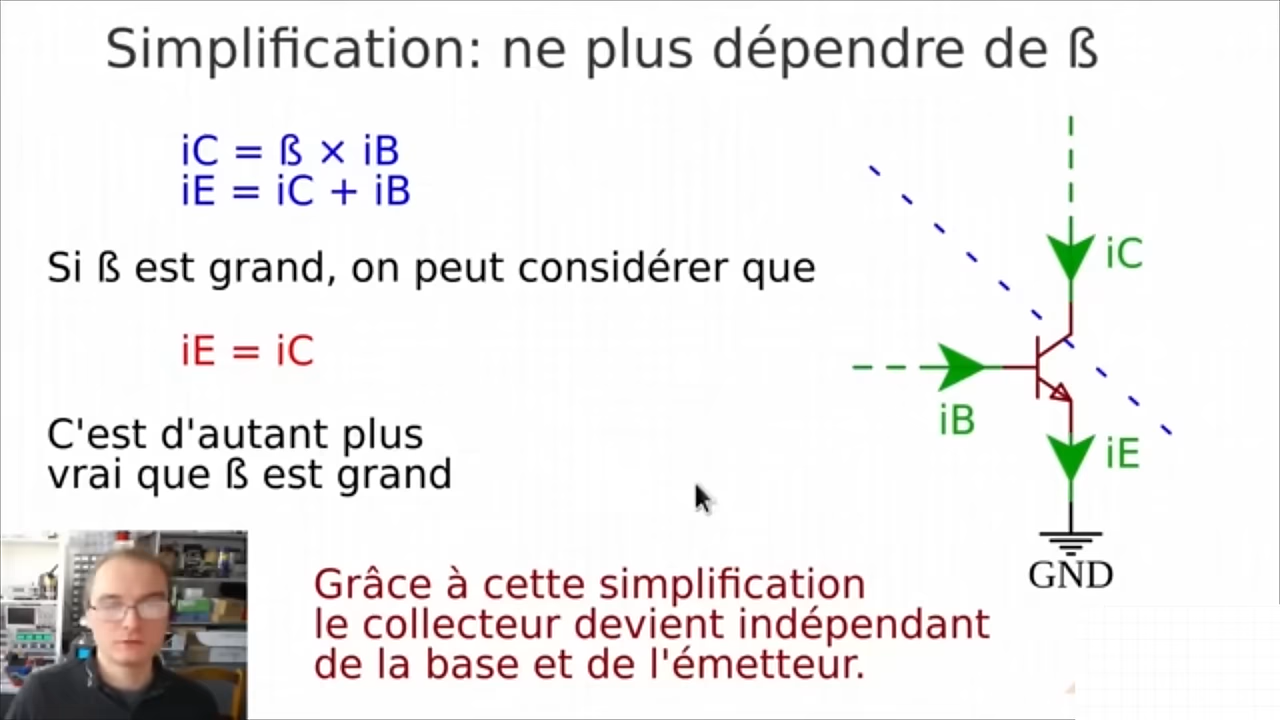 Simplification: ne plus dépendre de ß
iC = ß × iB
iE = iC + iB
Si ß est grand, on peut considérer que
iE = iC
C'est d'autant plus
vrai que ß est grand
Grâce à cette simplification
le collecteur devient indépendant
de la base et de l'émetteur.
iC
iB
iE
GND